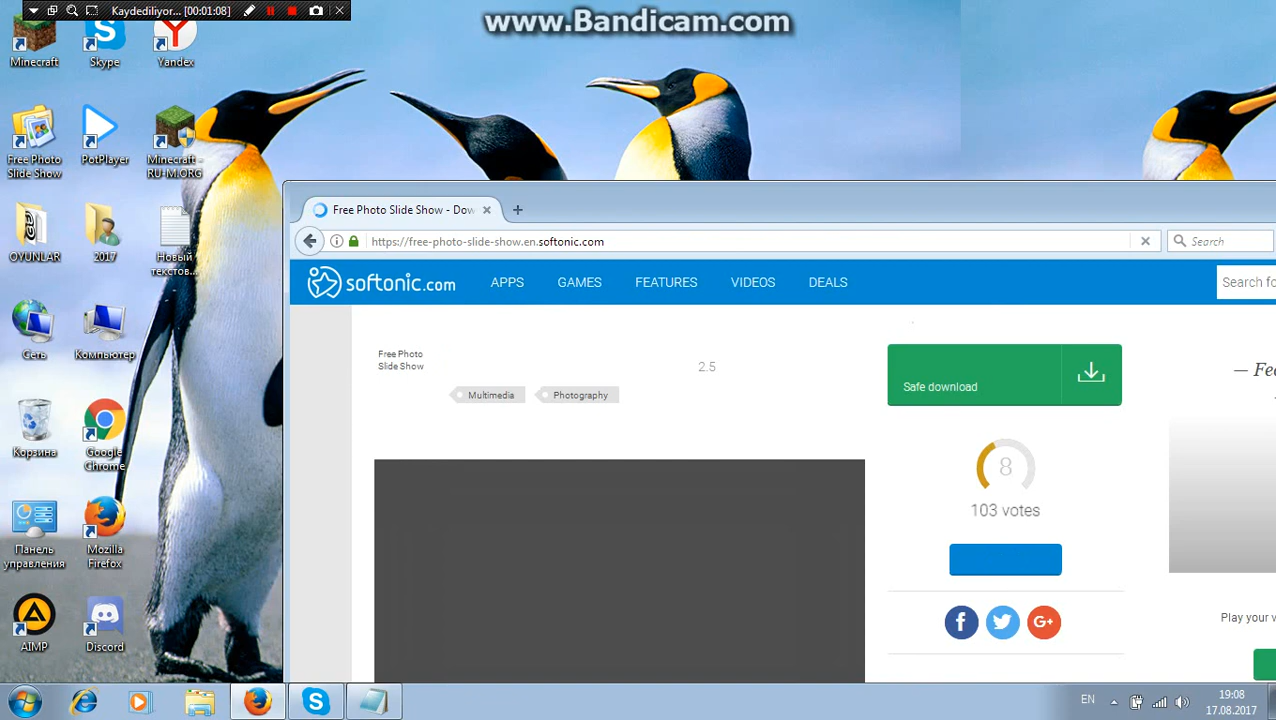 Kaydediliyor... [00:01:08]
www.Bandicam.com
Minecraft
Skype
Yandex
Free Photo
Slide Show
PotPlayer
Minecraft -
RU-M.ORG
OYUNLAR
2017
Новый
текстов...
Сеть
Компьютер
Корзина
Google
Chrome
Панель
управления
Mozilla
Firefox
AIMP
Discord
Free Photo Slide Show - Dow
https://free-photo-slide-show.en.softonic.com
Search
softonic.com
APPS
GAMES
FEATURES
VIDEOS
DEALS
Search fo
Free Photo
Slide Show
2.5
Multimedia
Photography
Safe download
8
103 votes
— Fee
Play your v
EN
19:08
17.08.2017